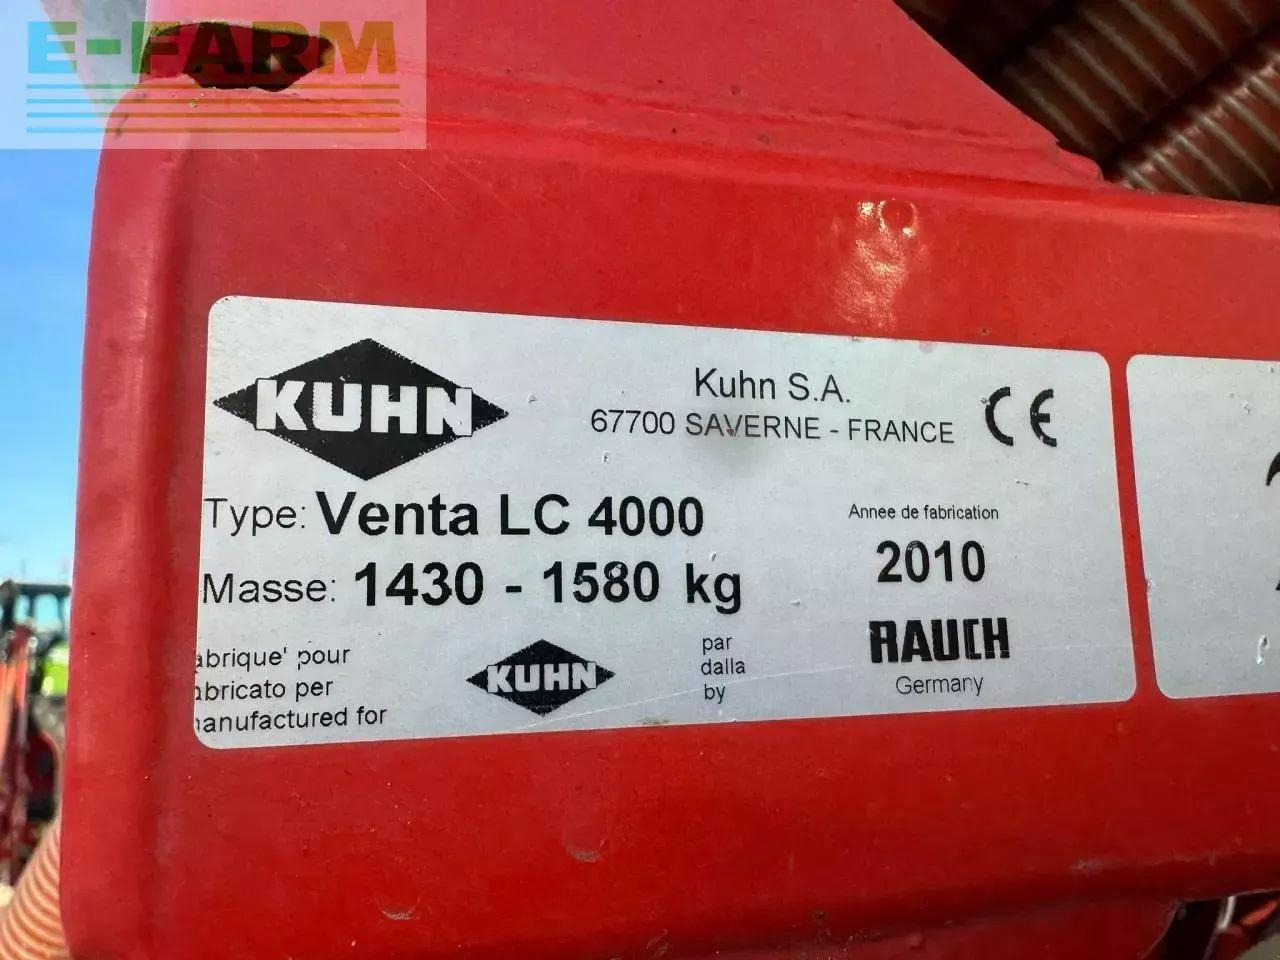 E-FARM
KUHN
Kuhn S.A.
67700 SAVERNE - FRANCE
CE
Type: Venta LC 4000
Annee de fabrication
Masse: 1430 - 1580 kg
2010
abrique' pour
abricato per
anufactured for
KUHN
par
dalla
by
RAUCH
Germany